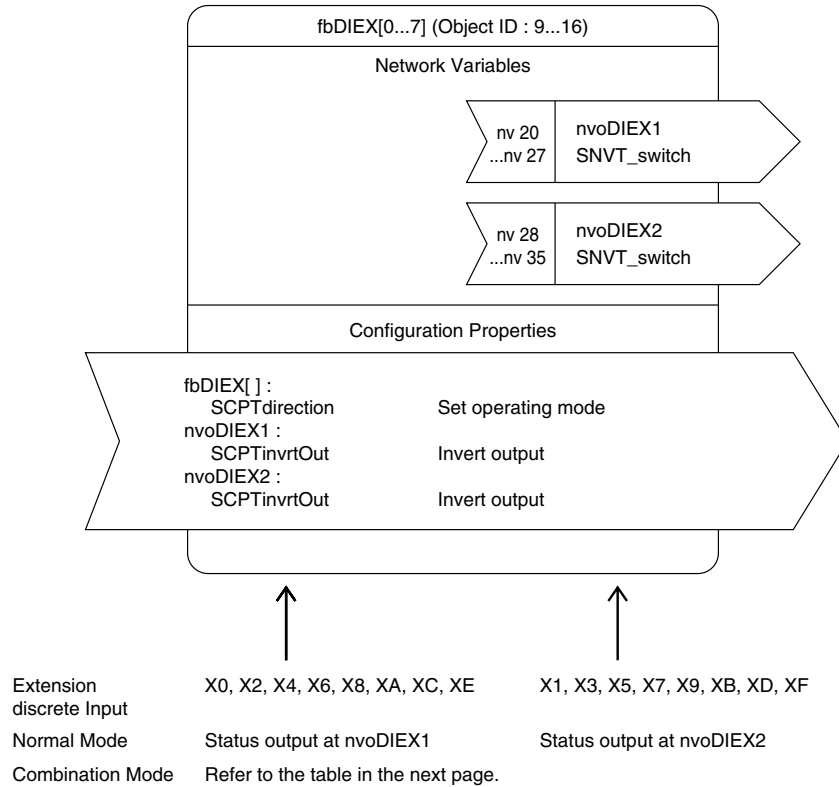 fbDIEX[0...7] (Object ID : 9...16)
Network Variables
nv 20
...nv 27
nvoDIEX1
SNVT_switch
nv 28
...nv 35
nvoDIEX2
SNVT_switch
Configuration Properties
fbDIEX[ ] :
SCPTdirection Set operating mode
nvoDIEX1 :
SCPTinvrtOut Invert output
nvoDIEX2 :
SCPTinvrtOut Invert output
Extension
discrete Input
X0, X2, X4, X6, X8, XA, XC, XE
X1, X3, X5, X7, X9, XB, XD, XF
Normal Mode Status output at nvoDIEX1 Status output at nvoDIEX2
Combination Mode Refer to the table in the next page.